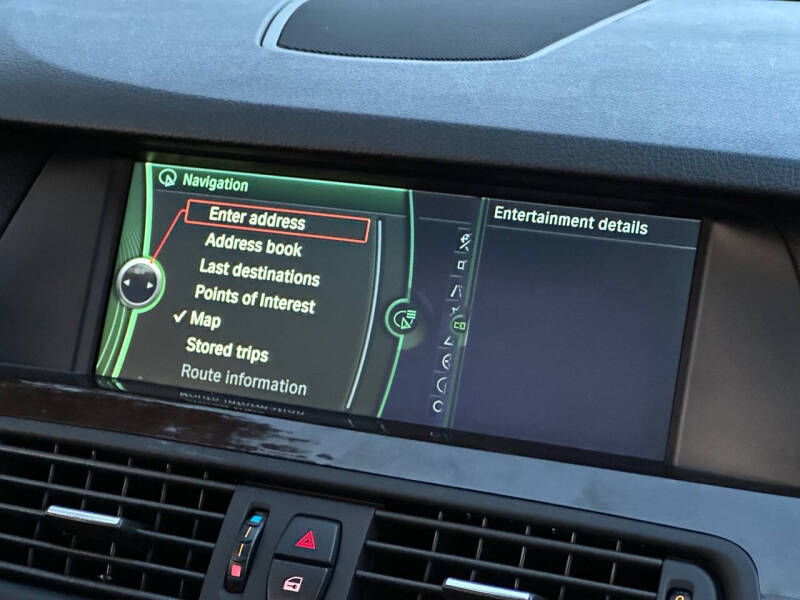 Navigation
Enter address
Address book
Last destinations
Points of Interest
Map
Stored trips
Route information
Entertainment details